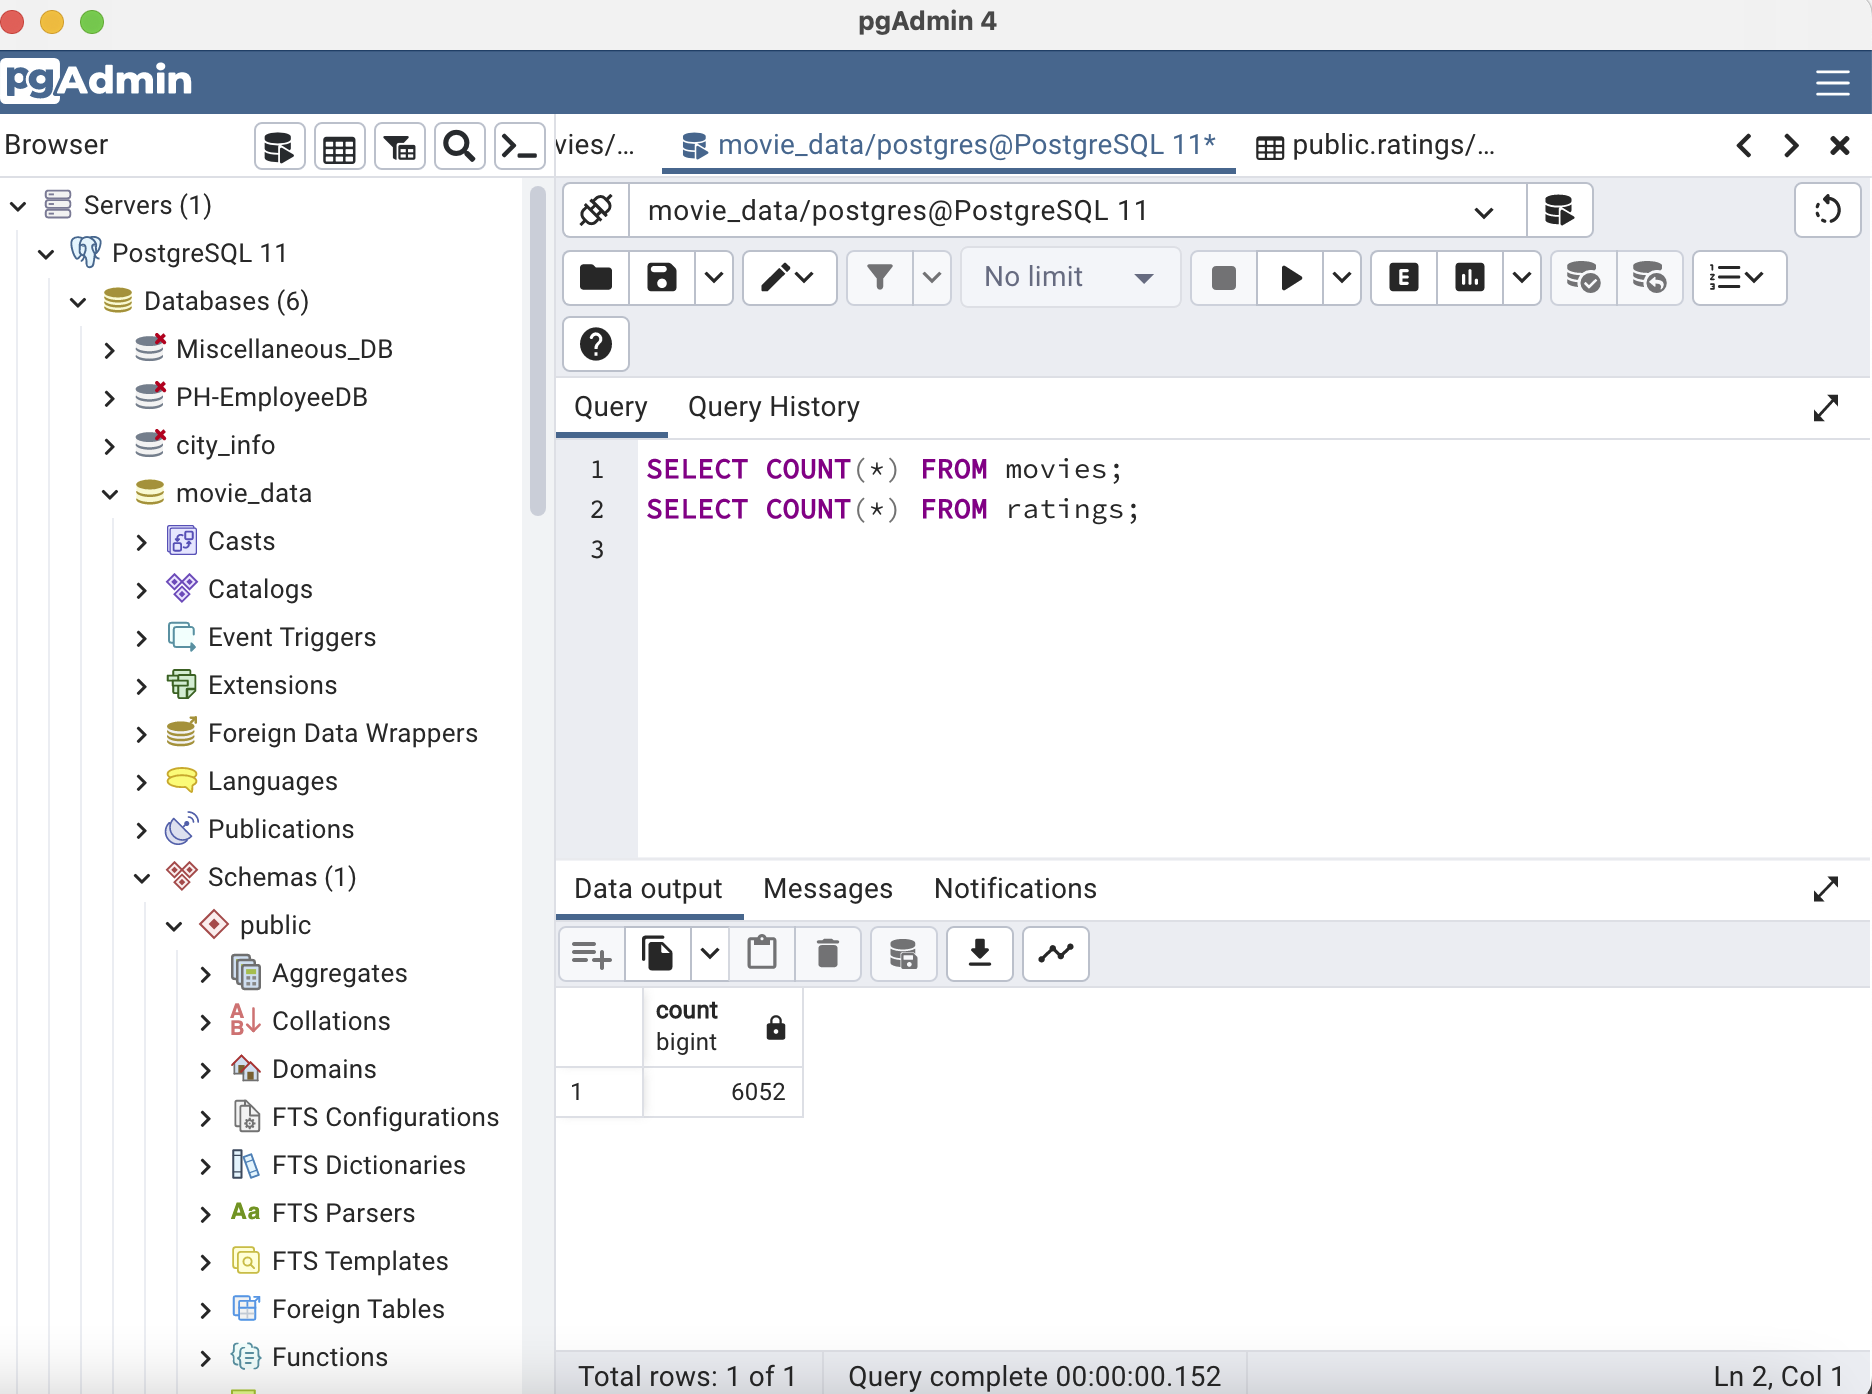 pgAdmin 4
pgAdmin
Browser
vies/...
movie_data/postgres@PostgreSQL 11*
public.ratings/...
Servers (1)
PostgreSQL 11
Databases (6)
Miscellaneous_DB
PH-EmployeeDB
city_info
movie_data
Casts
Catalogs
Event Triggers
Extensions
Foreign Data Wrappers
Languages
Publications
Schemas (1)
public
Aggregates
Collations
Domains
FTS Configurations
FTS Dictionaries
Aa FTS Parsers
FTS Templates
Foreign Tables
Functions
movie_data/postgres@PostgreSQL 11
No limit
E
Query
Query History
1 SELECT COUNT(*) FROM movies;
2 SELECT COUNT(*) FROM ratings;
3
Data output
Messages
Notifications
count
bigint
1 6052
Total rows: 1 of 1
Query complete 00:00:00.152
Ln 2, Col 1